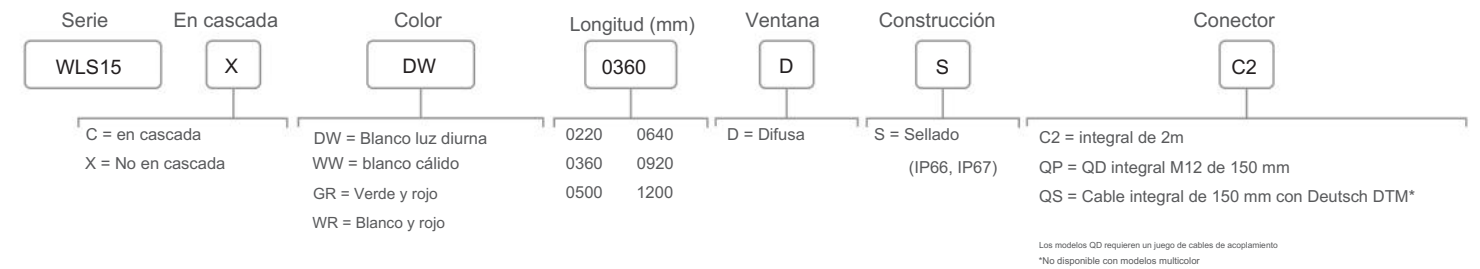 Serie En cascada Color Longitud (mm) Ventana Construcción Conector
WLS15 X DW 0360 D S C2
C = en cascada
X = No en cascada
DW = Blanco luz diurna
WW = blanco cálido
GR = Verde y rojo
WR = Blanco y rojo
0220 0640
0360 0920
0500 1200
D = Difusa
S = Sellado
(IP66, IP67)
C2 = integral de 2m
QP = QD integral M12 de 150 mm
QS = Cable integral de 150 mm con Deutsch DTM*
Los modelos QD requieren un juego de cables de acoplamiento
*No disponible con modelos multicolor